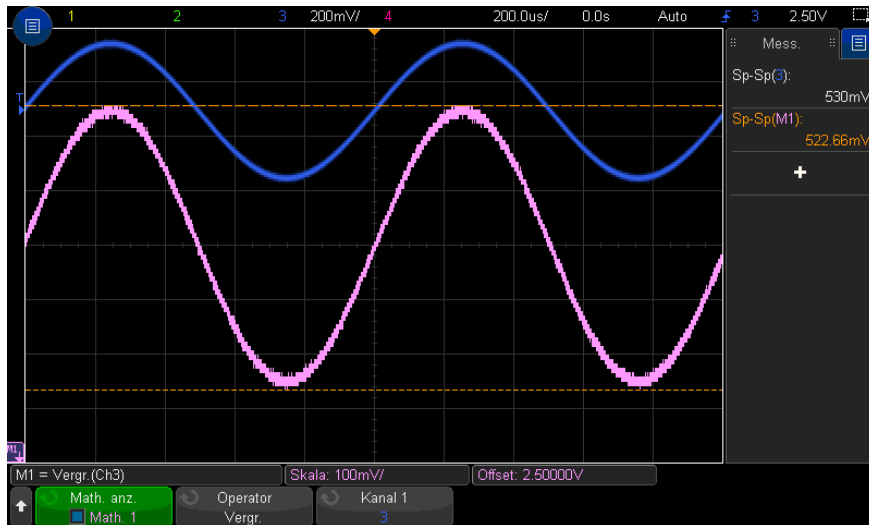 1 2 3 200mV/ 4 200.0us/ 0.0s Auto 3 2.50V
Mess.
Sp-Sp(3):
530mV
Sp-Sp(M1):
522.66mV
+
T
M1
M1 = Vergr.(Ch3) Skala: 100mV/ Offset: 2.50000V
Math. anz. Operator Kanal 1
Math. 1 Vergr. 3